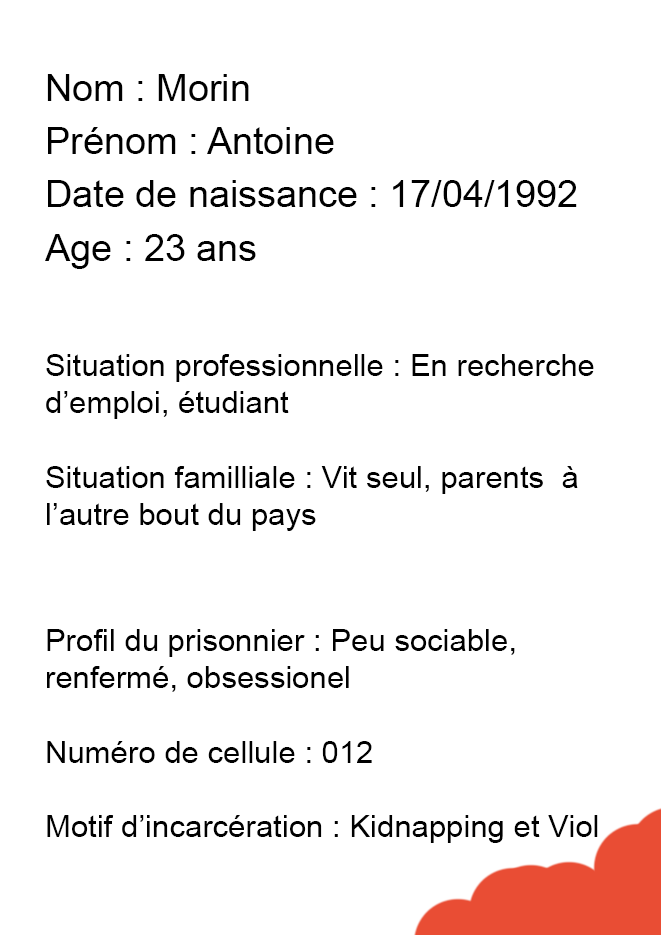 Nom : Morin
Prénom : Antoine
Date de naissance : 17/04/1992
Age : 23 ans
Situation professionnelle : En recherche
d’emploi, étudiant
Situation familliale : Vit seul, parents  à
l’autre bout du pays
Profil du prisonnier : Peu sociable,
renfermé, obsessionel
Numéro de cellule : 012
Motif d’incarcération : Kidnapping et Viol